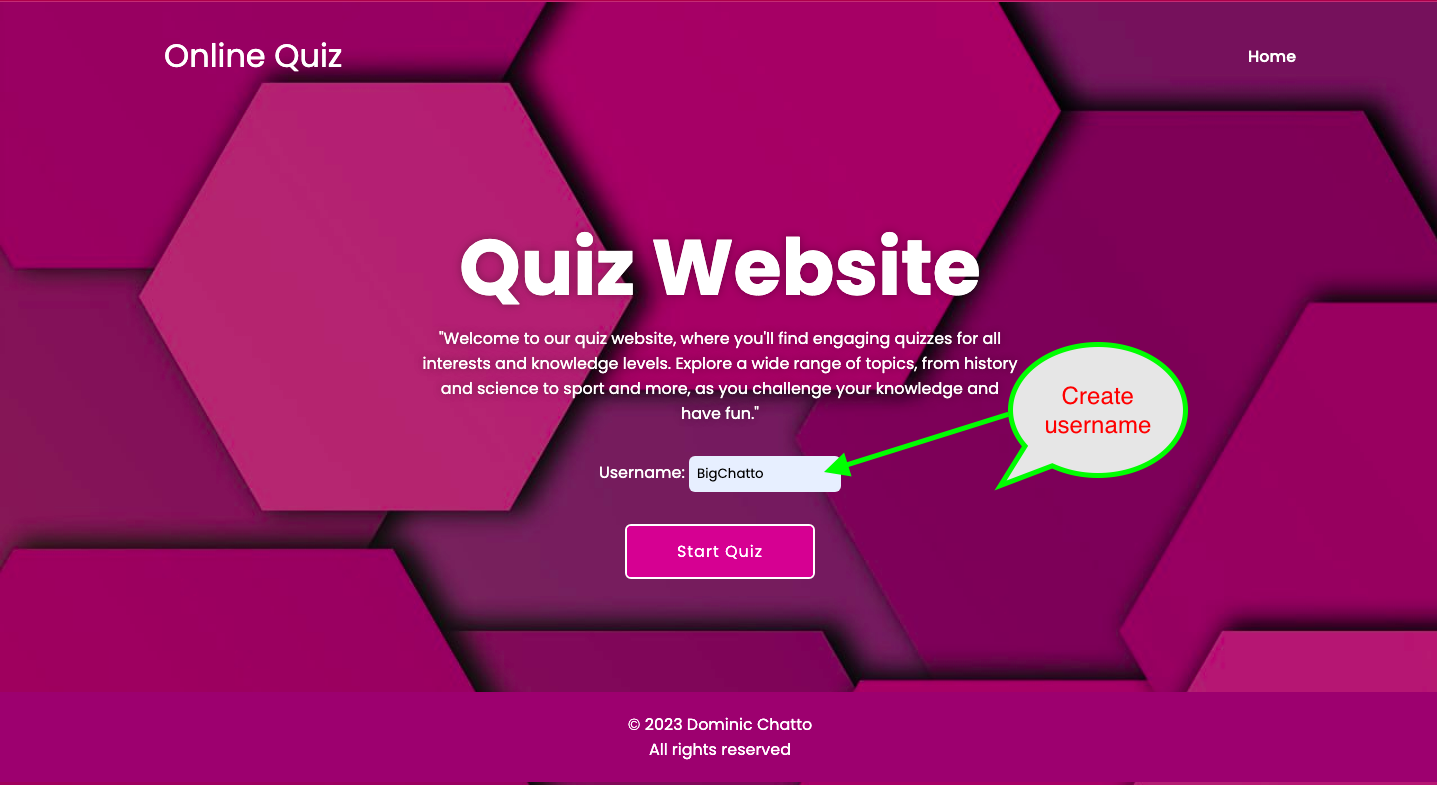 Online Quiz
Home
Quiz Website
"Welcome to our quiz website, where you'll find engaging quizzes for all
interests and knowledge levels. Explore a wide range of topics, from history
and science to sport and more, as you challenge your knowledge and
have fun."
Create
username
Username: BigChatto
Start Quiz
© 2023 Dominic Chatto
All rights reserved